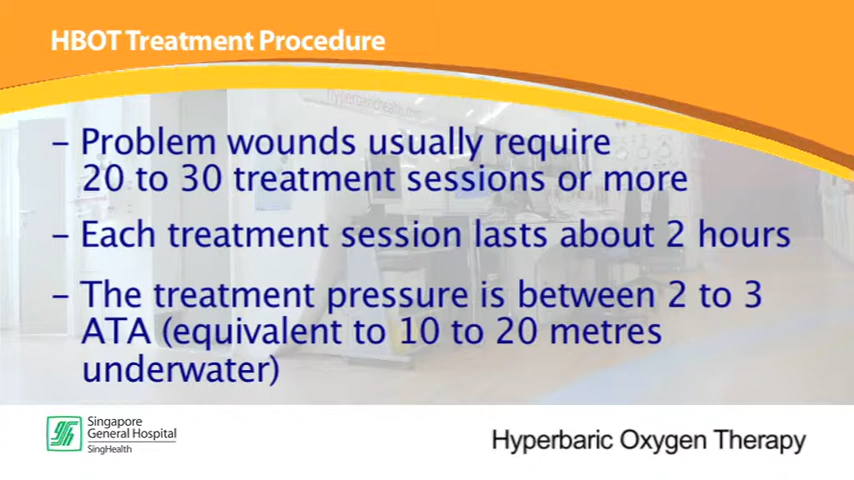 HBOT Treatment Procedure
hyperbarichealth.com
– Problem wounds usually require
20 to 30 treatment sessions or more
– Each treatment session lasts about 2 hours
– The treatment pressure is between 2 to 3
ATA (equivalent to 10 to 20 metres
underwater)
Singapore
General Hospital
SingHealth
Hyperbaric Oxygen Therapy